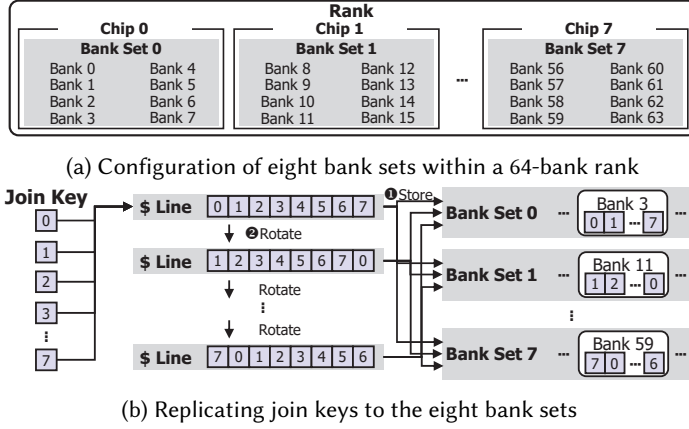 Rank
Chip 0 Chip 1 Chip 7
Bank Set 0 Bank Set 1 Bank Set 7
Bank 0 Bank 4 Bank 8 Bank 12 Bank 56 Bank 60
Bank 1 Bank 5 Bank 9 Bank 13 ... Bank 57 Bank 61
Bank 2 Bank 6 Bank 10 Bank 14 Bank 58 Bank 62
Bank 3 Bank 7 Bank 11 Bank 15 Bank 59 Bank 63
(a) Configuration of eight bank sets within a 64-bank rank
Join Key
0
1
2
3
⋮
7
$ Line 0 1 2 3 4 5 6 7
❷Rotate
$ Line 1 2 3 4 5 6 7 0
Rotate
⋮
Rotate
$ Line 7 0 1 2 3 4 5 6
❶Store
Bank Set 0 ... Bank 3 ...
0 1 ... 7
Bank Set 1 ... Bank 11 ...
1 2 ... 0
⋮
Bank Set 7 ... Bank 59 ...
7 0 ... 6
(b) Replicating join keys to the eight bank sets